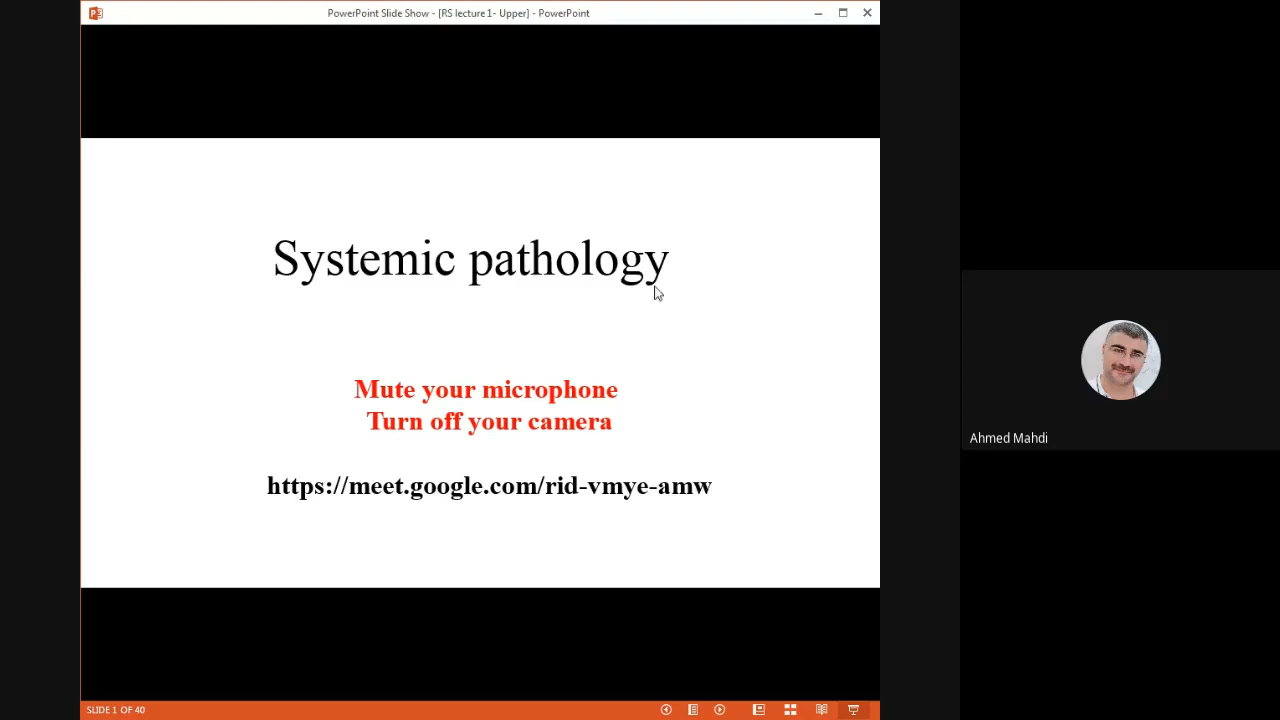 PowerPoint Slide Show - [RS lecture 1- Upper] - PowerPoint
Systemic pathology
Mute your microphone
Turn off your camera
https://meet.google.com/rid-vmye-amw
Ahmed Mahdi
SLIDE 1 OF 40